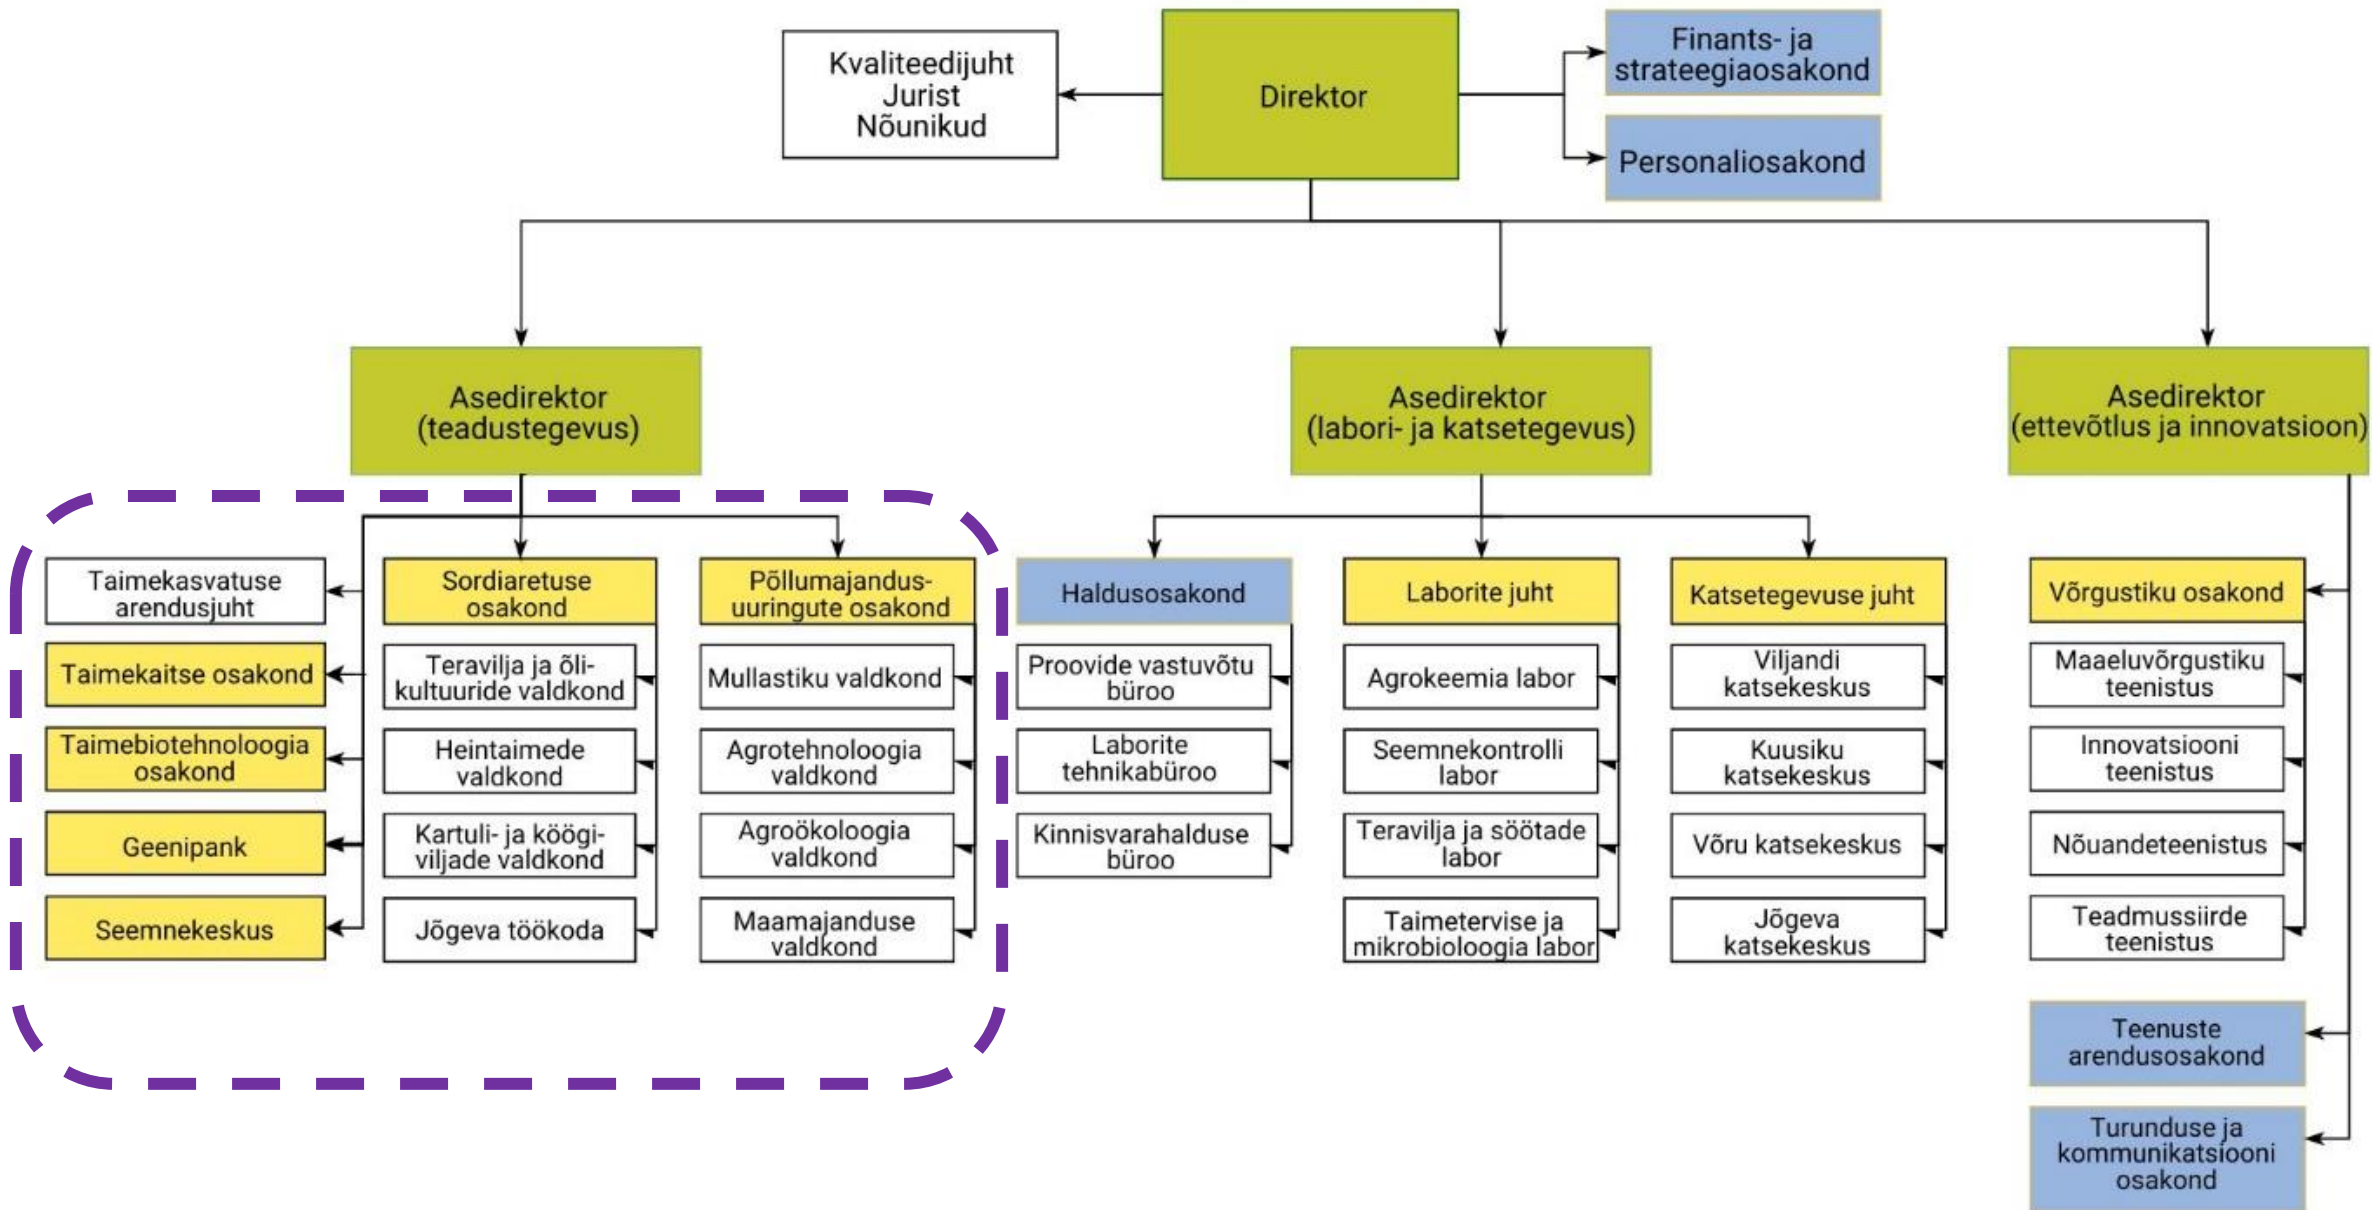 Kvaliteedijuht
Jurist
Nõunikud
Direktor
Finants- ja
strateegiaosakond
Personaliosakond
Asedirektor
(teadustegevus)
Asedirektor
(labori- ja katsetegevus)
Asedirektor
(ettevõtlus ja innovatsioon)
Taimekasvatuse
arendusjuht
Taimekaitse osakond
Taimebiotehnoloogia
osakond
Geenipank
Seemnekeskus
Sordiaretuse
osakond
Teravilja ja õli-
kultuuride valdkond
Heintaimede
valdkond
Kartuli- ja köögi-
viljade valdkond
Jõgeva töökoda
Põllumajandus-
uuringute osakond
Mullastiku valdkond
Agrotehnoloogia
valdkond
Agroökoloogia
valdkond
Maamajanduse
valdkond
Haldusosakond
Proovide vastuvõtu
büroo
Laborite
tehnikabüroo
Kinnisvarahalduse
büroo
Laborite juht
Agrokeemia labor
Seemnekontrolli
labor
Teravilja ja söötade
labor
Taimetervise ja
mikrobioloogia labor
Katsetegevuse juht
Viljandi
katsekeskus
Kuusiku
katsekeskus
Võru katsekeskus
Jõgeva
katsekeskus
Võrgustiku osakond
Maaeluvõrgustiku
teenistus
Innovatsiooni
teenistus
Nõuandeteenistus
Teadmussiirde
teenistus
Teenuste
arendusosakond
Turunduse ja
kommunikatsiooni
osakond